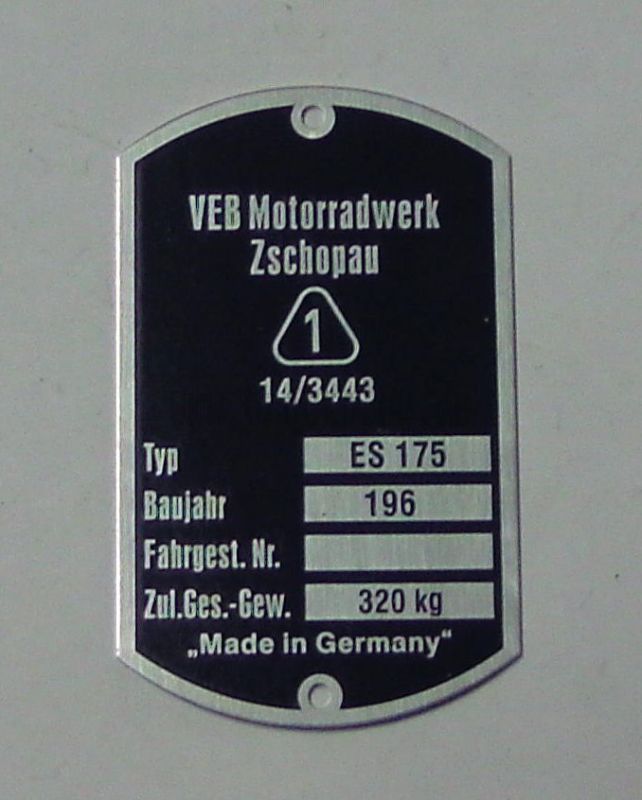 VEB Motorradwerk
Zschopau
1
14/3443
Typ ES 175
Baujahr 196
Fahrgest. Nr.
Zul.Ges.-Gew. 320 kg
„Made in Germany“